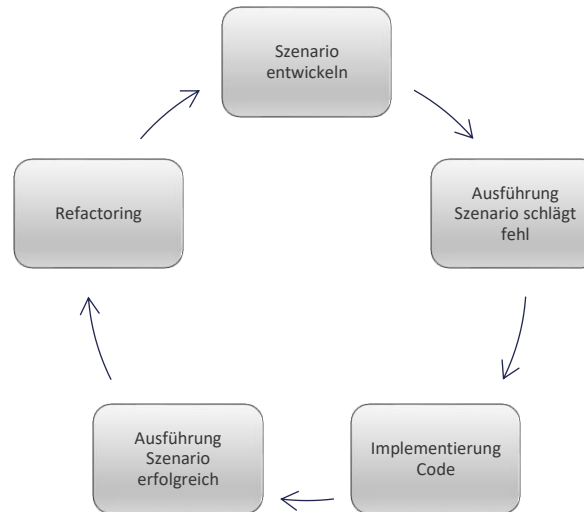 Szenario
entwickeln
Ausführung
Szenario schlägt
fehl
Implementierung
Code
Ausführung
Szenario
erfolgreich
Refactoring